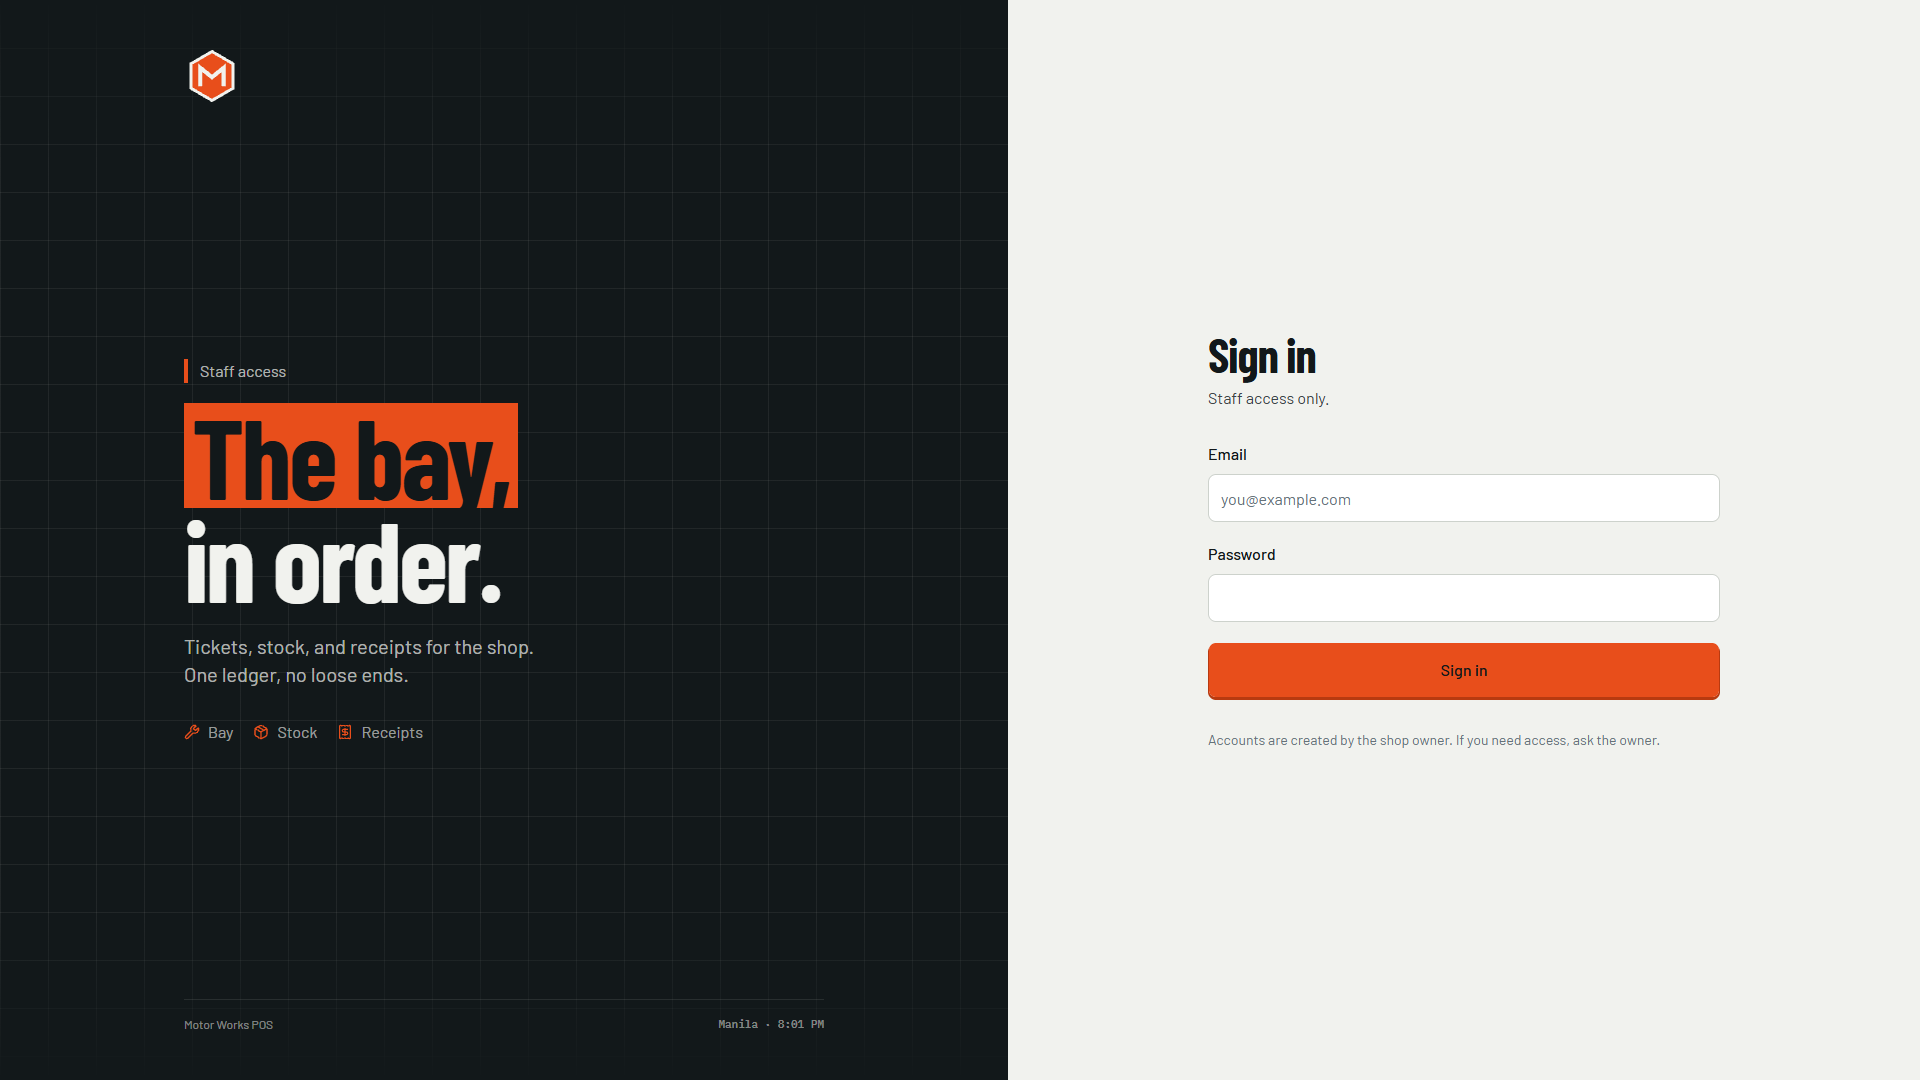 M
Staff access
The bay,
in order.
Tickets, stock, and receipts for the shop.
One ledger, no loose ends.
Bay Stock Receipts
Motor Works POS
Manila · 8:01 PM
Sign in
Staff access only.
Email
you@example.com
Password
Sign in
Accounts are created by the shop owner. If you need access, ask the owner.